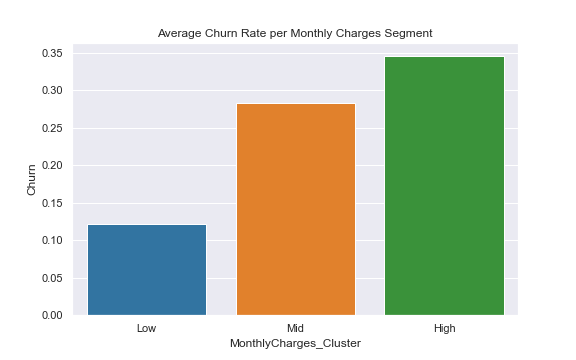 Average Churn Rate per Monthly Charges Segment
0.35
0.30
0.25
0.20
0.15
0.10
0.05
0.00
Churn
Low Mid High
MonthlyCharges_Cluster